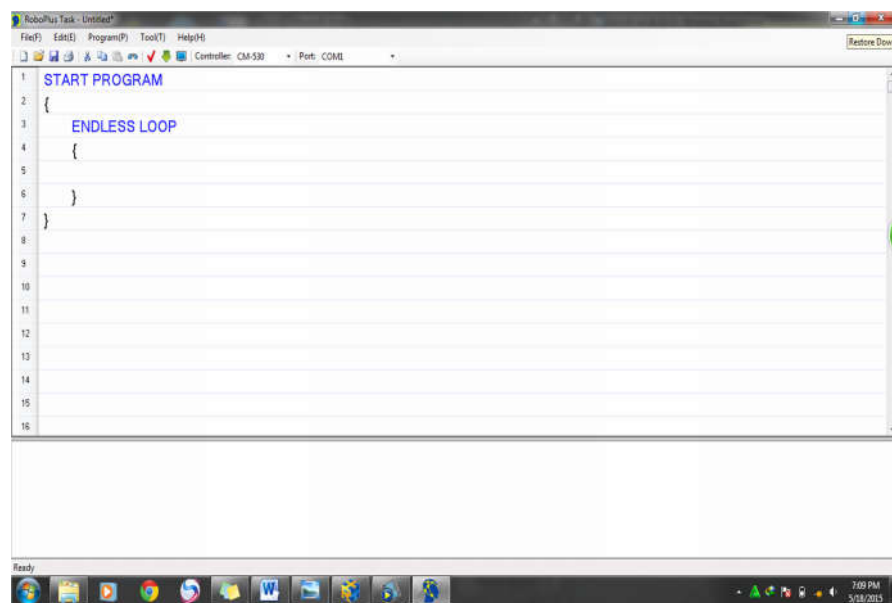 RoboPlus Task - Untitled*
File(F) Edit(E) Program(P) Tool(T) Help(H)
Restore Dow
Controller: CM-530 Port: COM1
1 START PROGRAM
2 {
3 ENDLESS LOOP
4 {
5
6 }
7 }
8
9
10
11
12
13
14
15
16
Ready
7:09 PM
5/18/2015